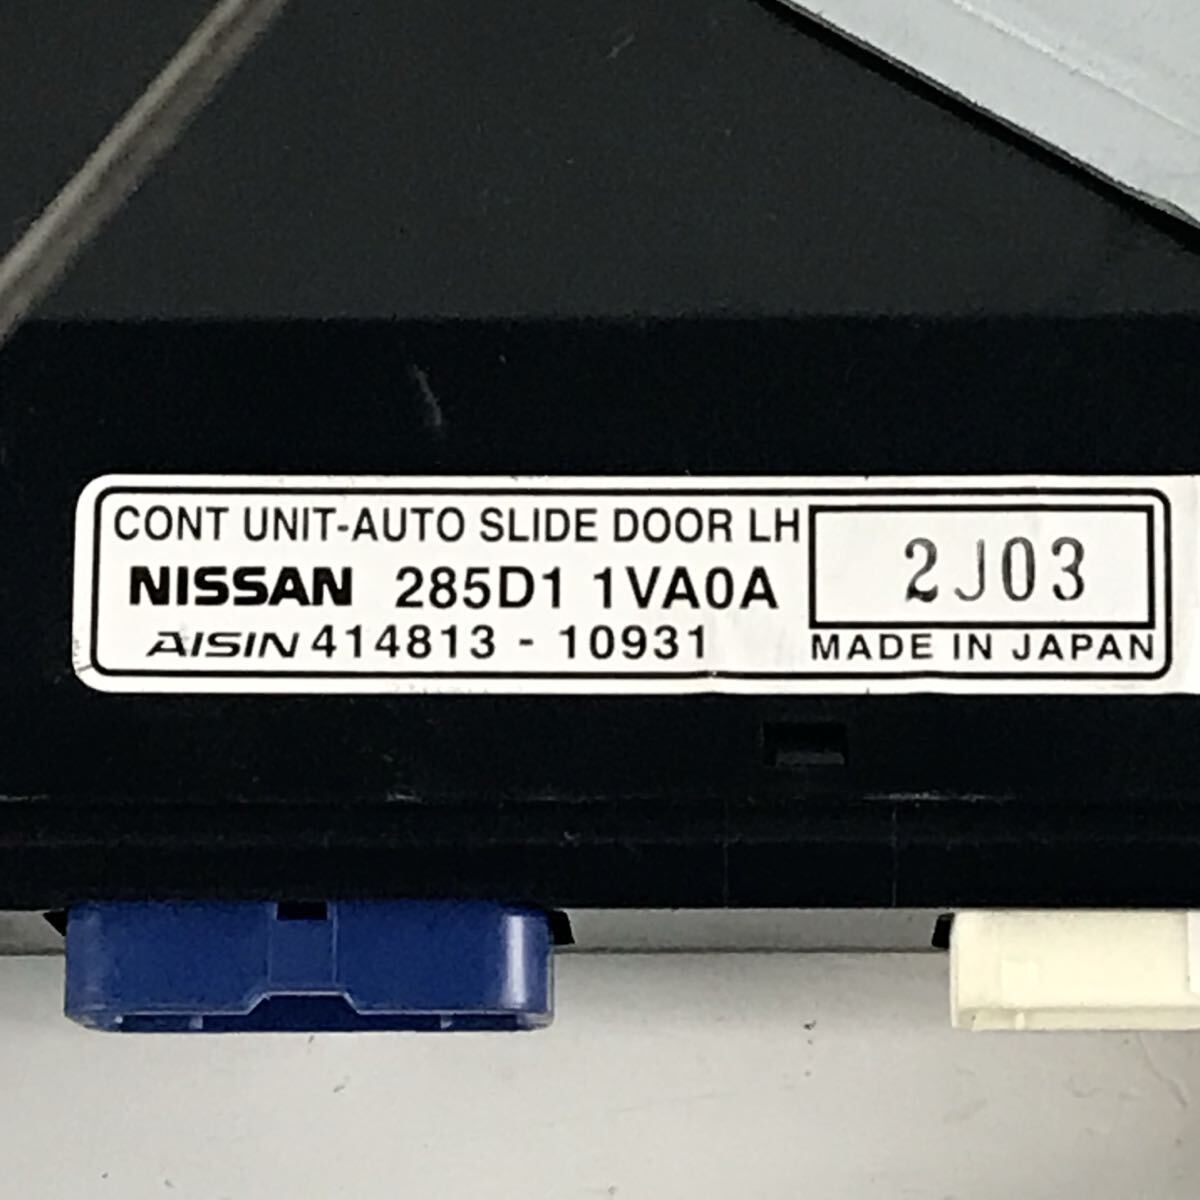 CONT UNIT-AUTO SLIDE DOOR LH
NISSAN 285D1 1VA0A
AISIN 414813 - 10931
2J03
MADE IN JAPAN